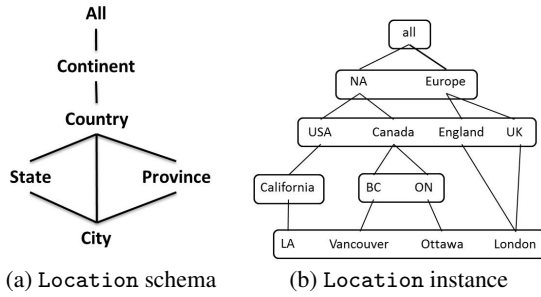 All
Continent
Country
State Province
City
(a) Location schema
all
NA Europe
USA Canada England UK
California BC ON
LA Vancouver Ottawa London
(b) Location instance